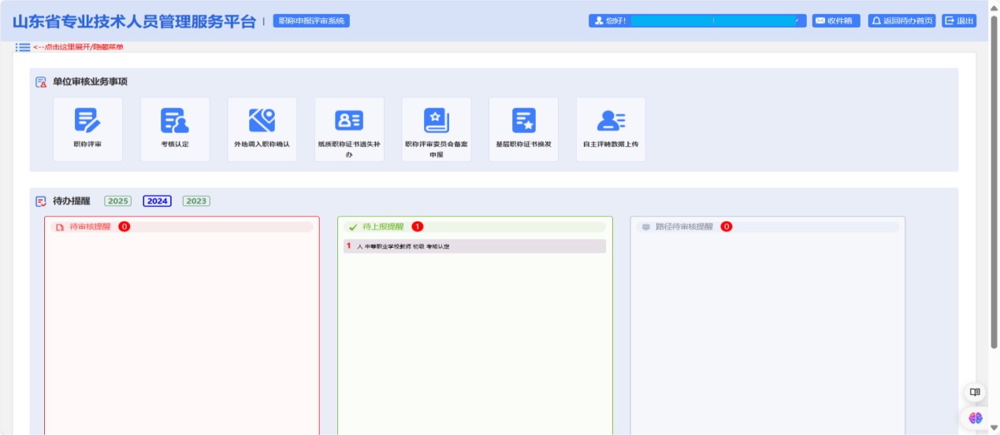 山东省专业技术人员管理服务平台 | 职称申报评审系统
您好！
收件箱
返回待办首页
退出
<--点击这里展开/隐藏菜单
单位审核业务事项
职称评审
考核认定
外地调入职称确认
纸质职称证书遗失补
办
职称评审委员会备案
申报
基层职称证书换发
自主评聘数据上传
待办提醒 2025 2024 2023
待审核提醒 0
待上报提醒 1
1 人 中等职业学校教师 初级 考核认定
路径待审核提醒 0